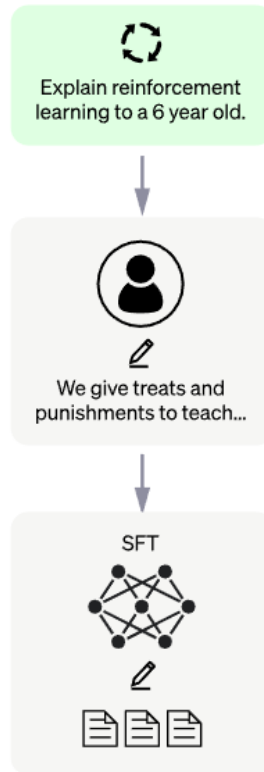 Explain reinforcement
learning to a 6 year old.
We give treats and
punishments to teach...
SFT